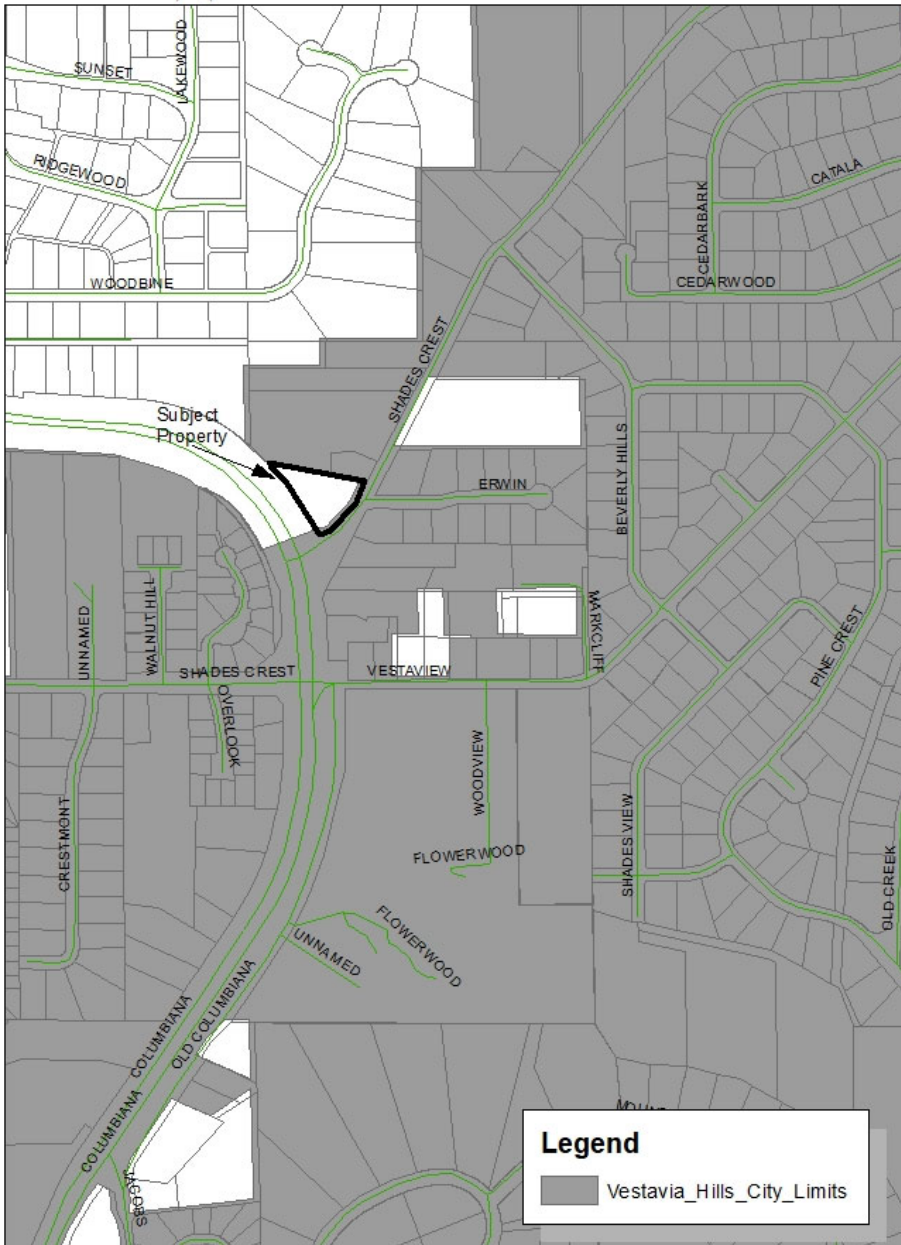 SUNSET
LAKEWOOD
RIDGEWOOD
WOODBINE
CEDARBARK
CATALA
CEDARWOOD
SHADES CREST
Subject
Property
ERWIN
BEVERLY HILLS
UNNAMED
WALNUT HILL
MARKCLIFF
SHADES CREST
VESTAVIEW
OVERLOOK
PINE CREST
WOODVIEW
CRESTMONT
FLOWERWOOD
SHADES VIEW
OLD CREEK
FLOWERWOOD
UNNAMED
COLUMBIANA
OLD COLUMBIANA
COLUMBIANA
JACOBS
Legend
Vestavia_Hills_City_Limits